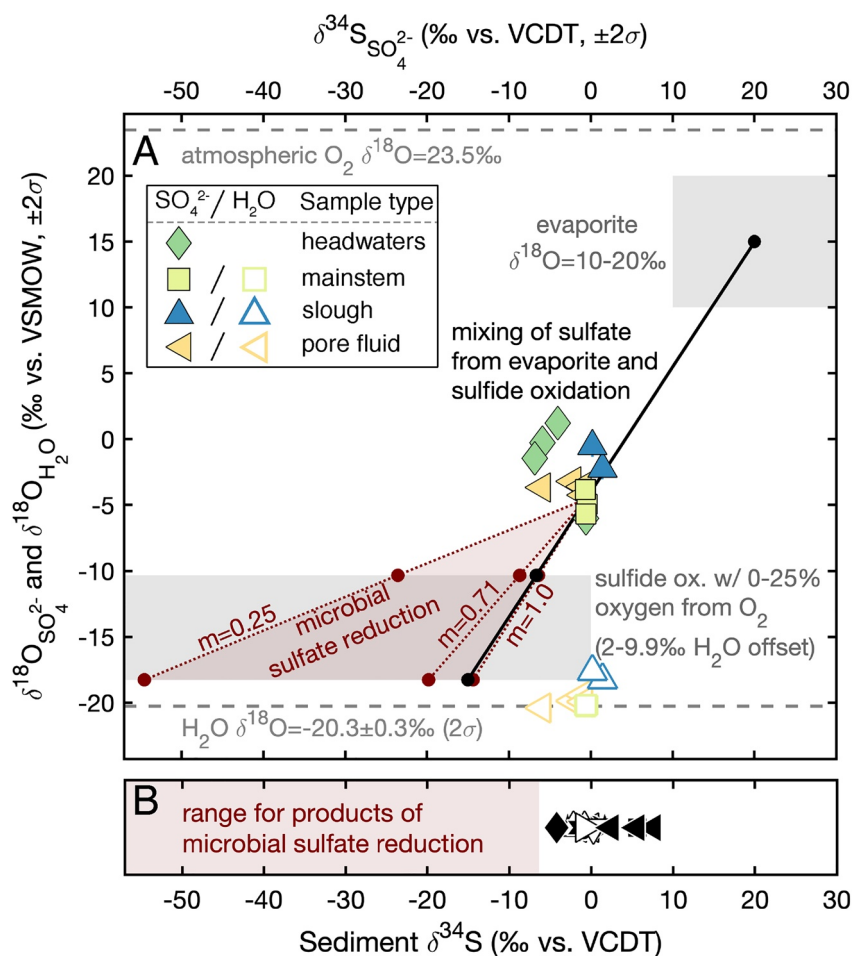 δ³⁴S_SO₄²⁻ (‰ vs. VCDT, ±2σ)
-50 -40 -30 -20 -10 0 10 20 30
A
atmospheric O₂ δ¹⁸O=23.5‰
SO₄²⁻/ H₂O Sample type
headwaters
/ mainstem
/ slough
/ pore fluid
evaporite
δ¹⁸O=10-20‰
mixing of sulfate
from evaporite and
sulfide oxidation
δ¹⁸O_SO₄²⁻ and δ¹⁸O_H₂O (‰ vs. VSMOW, ±2σ)
20
15
10
5
0
-5
-10
-15
-20
m=0.25
microbial
sulfate reduction
m=0.71
m=1.0
sulfide ox. w/ 0-25%
oxygen from O₂
(2-9.9‰ H₂O offset)
H₂O δ¹⁸O=-20.3±0.3‰ (2σ)
B
range for products of
microbial sulfate reduction
-50 -40 -30 -20 -10 0 10 20 30
Sediment δ³⁴S (‰ vs. VCDT)